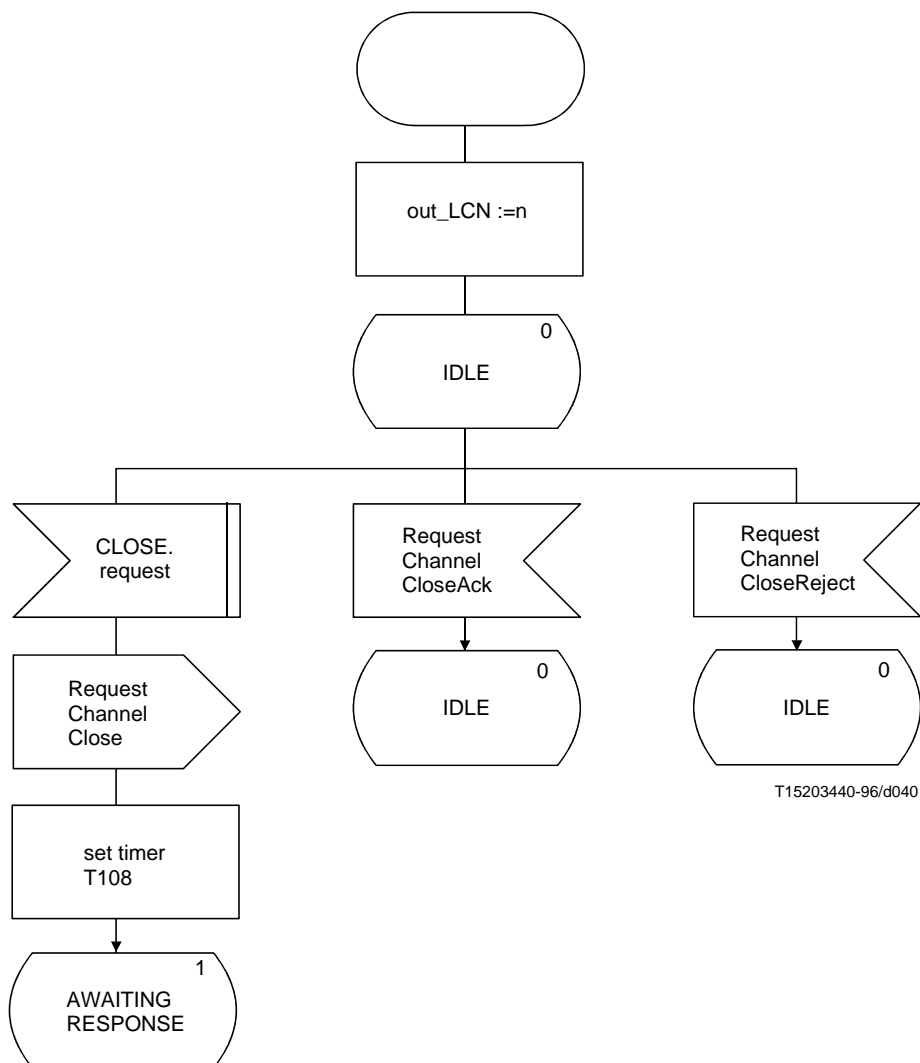 out_LCN :=n
0
IDLE
CLOSE.
request
Request
Channel
CloseAck
Request
Channel
CloseReject
Request
Channel
Close
0
IDLE
0
IDLE
T15203440-96/d040
set timer
T108
1
AWAITING
RESPONSE